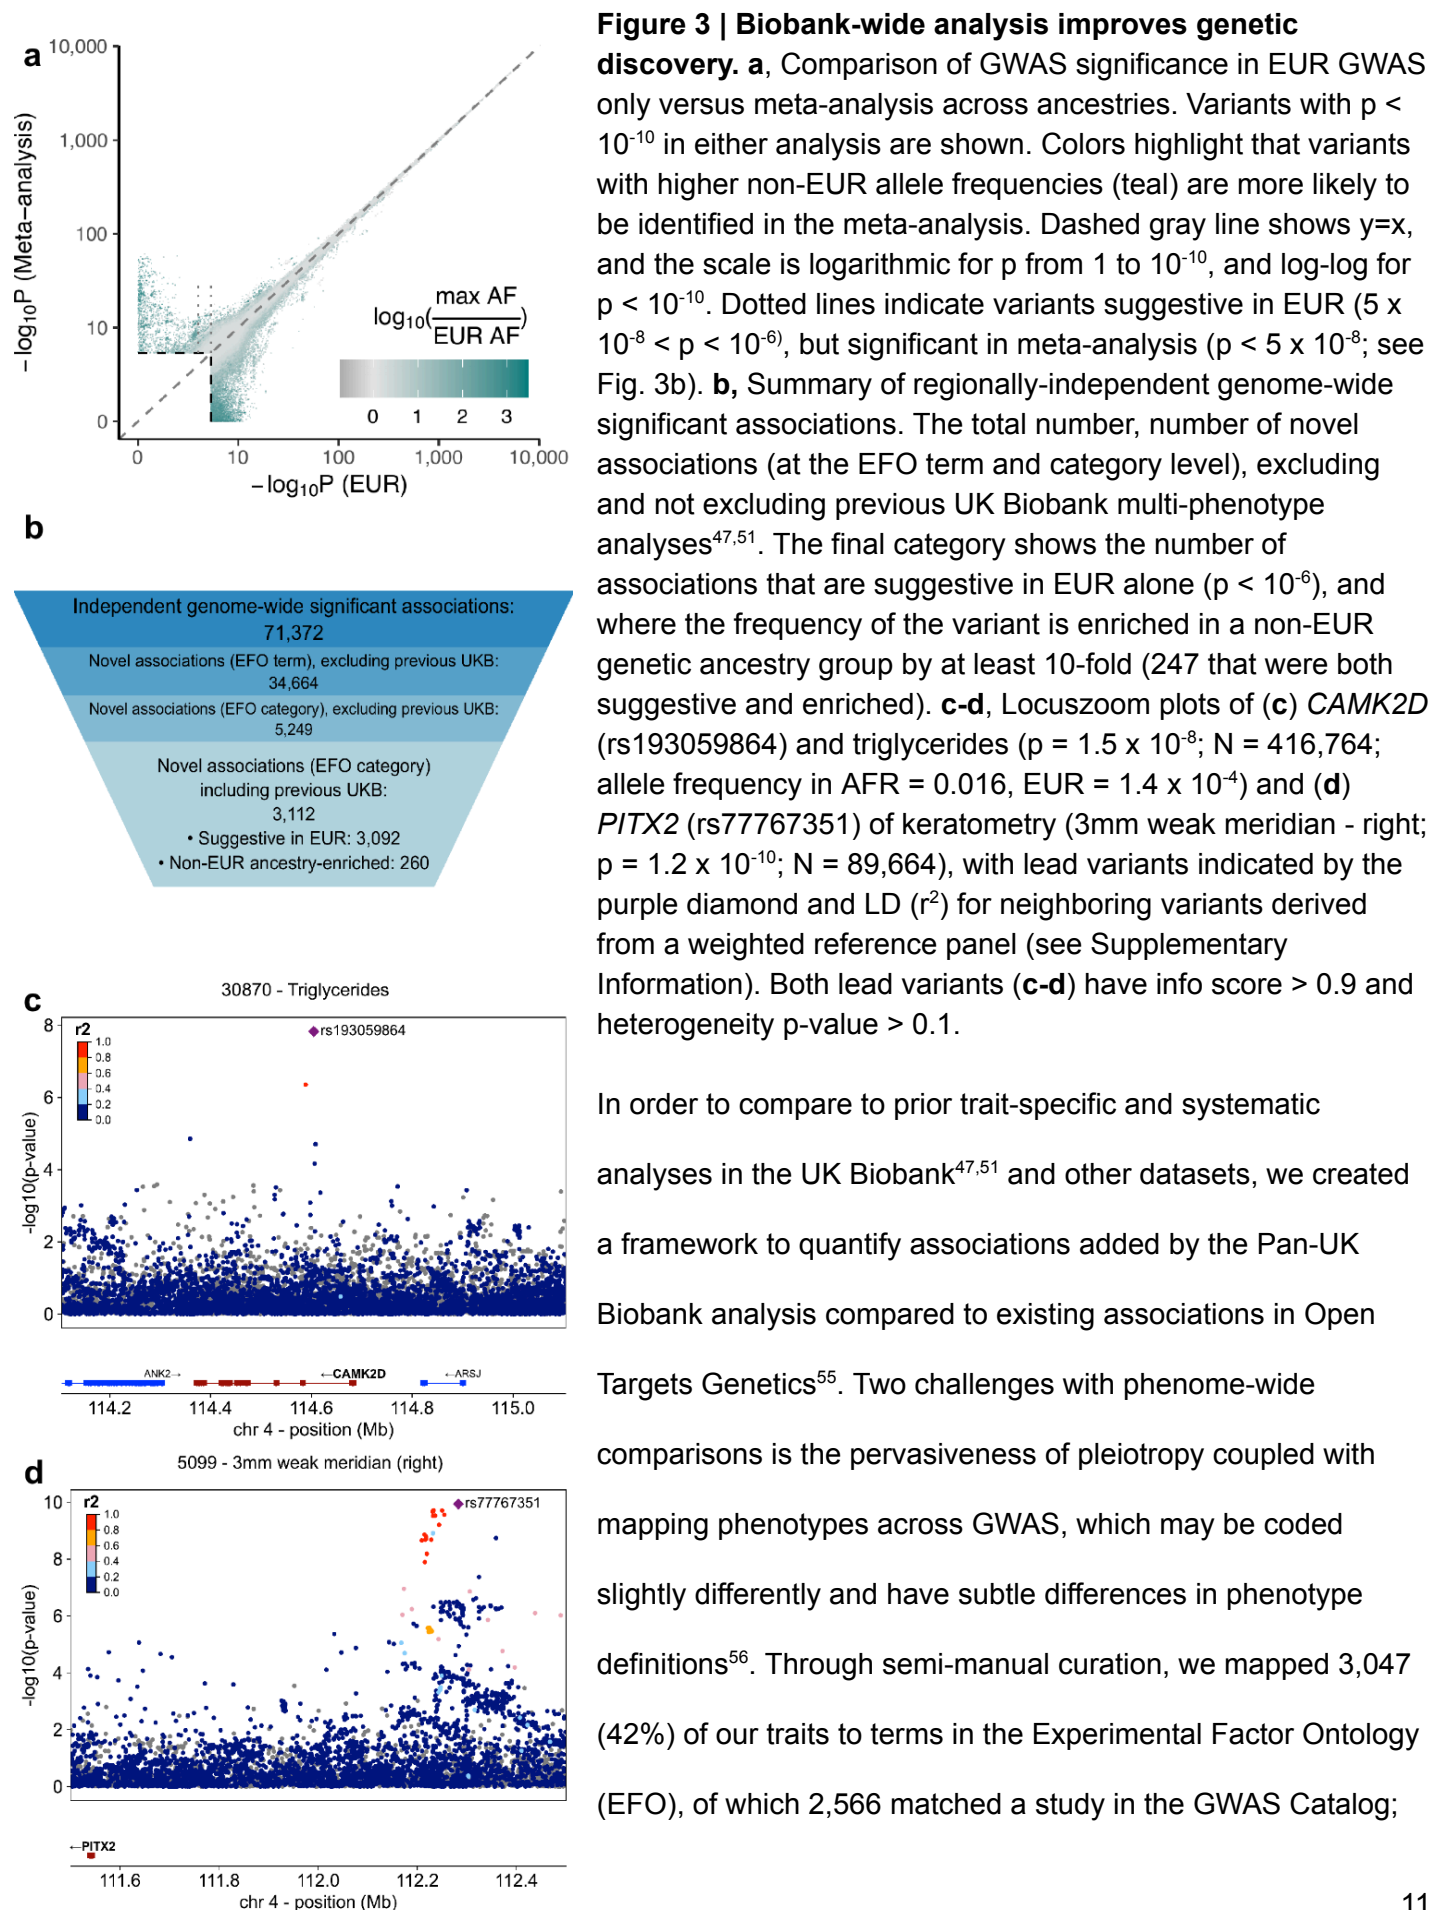 a
10,000
1,000
100
10
0
−log10P (Meta−analysis)
0
10
100
1,000
10,000
−log10P (EUR)
log10(max AF / EUR AF)
0
1
2
3
b
Independent genome-wide significant associations:
71,372
Novel associations (EFO term), excluding previous UKB:
34,664
Novel associations (EFO category), excluding previous UKB:
5,249
Novel associations (EFO category)
including previous UKB:
3,112
• Suggestive in EUR: 3,092
• Non-EUR ancestry-enriched: 260
c
30870 - Triglycerides
8
6
4
2
0
-log10(p-value)
r2
1.0
0.8
0.6
0.4
0.2
0.0
rs193059864
ANK2→
←CAMK2D
←ARSJ
114.2
114.4
114.6
114.8
115.0
chr 4 - position (Mb)
d
5099 - 3mm weak meridian (right)
10
8
6
4
2
0
-log10(p-value)
r2
1.0
0.8
0.6
0.4
0.2
0.0
rs77767351
←PITX2
111.6
111.8
112.0
112.2
112.4
chr 4 - position (Mb)
Figure 3 | Biobank-wide analysis improves genetic
discovery. a, Comparison of GWAS significance in EUR GWAS
only versus meta-analysis across ancestries. Variants with p <
10-10 in either analysis are shown. Colors highlight that variants
with higher non-EUR allele frequencies (teal) are more likely to
be identified in the meta-analysis. Dashed gray line shows y=x,
and the scale is logarithmic for p from 1 to 10-10, and log-log for
p < 10-10. Dotted lines indicate variants suggestive in EUR (5 x
10-8 < p < 10-6), but significant in meta-analysis (p < 5 x 10-8; see
Fig. 3b). b, Summary of regionally-independent genome-wide
significant associations. The total number, number of novel
associations (at the EFO term and category level), excluding
and not excluding previous UK Biobank multi-phenotype
analyses47,51. The final category shows the number of
associations that are suggestive in EUR alone (p < 10-6), and
where the frequency of the variant is enriched in a non-EUR
genetic ancestry group by at least 10-fold (247 that were both
suggestive and enriched). c-d, Locuszoom plots of (c) CAMK2D
(rs193059864) and triglycerides (p = 1.5 x 10-8; N = 416,764;
allele frequency in AFR = 0.016, EUR = 1.4 x 10-4) and (d)
PITX2 (rs77767351) of keratometry (3mm weak meridian - right;
p = 1.2 x 10-10; N = 89,664), with lead variants indicated by the
purple diamond and LD (r2) for neighboring variants derived
from a weighted reference panel (see Supplementary
Information). Both lead variants (c-d) have info score > 0.9 and
heterogeneity p-value > 0.1.
In order to compare to prior trait-specific and systematic
analyses in the UK Biobank47,51 and other datasets, we created
a framework to quantify associations added by the Pan-UK
Biobank analysis compared to existing associations in Open
Targets Genetics55. Two challenges with phenome-wide
comparisons is the pervasiveness of pleiotropy coupled with
mapping phenotypes across GWAS, which may be coded
slightly differently and have subtle differences in phenotype
definitions56. Through semi-manual curation, we mapped 3,047
(42%) of our traits to terms in the Experimental Factor Ontology
(EFO), of which 2,566 matched a study in the GWAS Catalog;
11